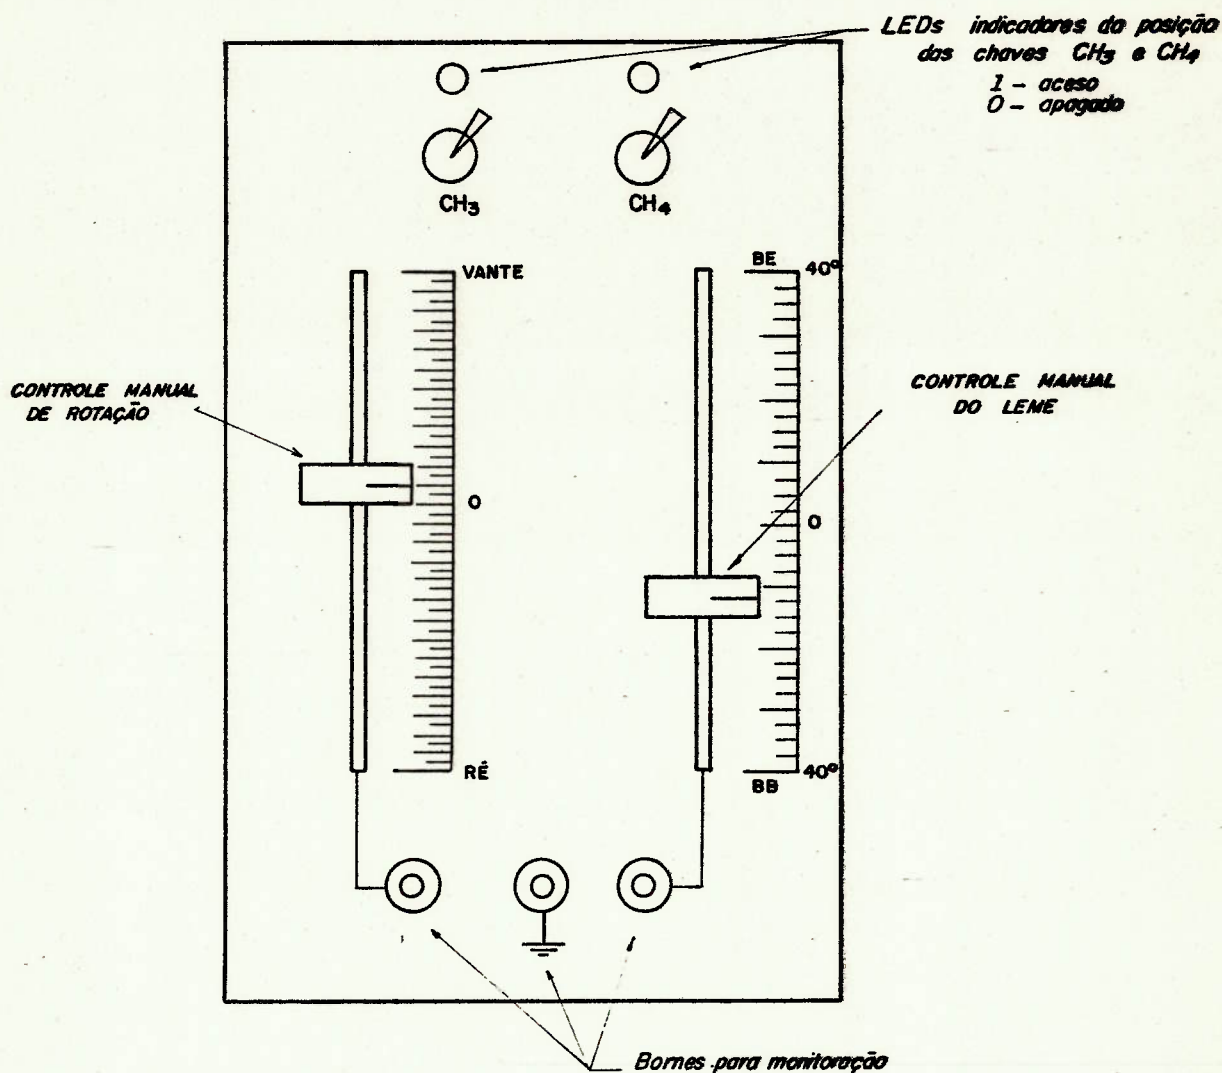 LEDs indicadores da posição
das chaves CH3 e CH4
1 - aceso
0 - apagado
CH3
CH4
VANTE
BE
40°
CONTROLE MANUAL
DE ROTAÇÃO
CONTROLE MANUAL
DO LEME
0
0
RÉ
40°
BB
Bornes para monitoração